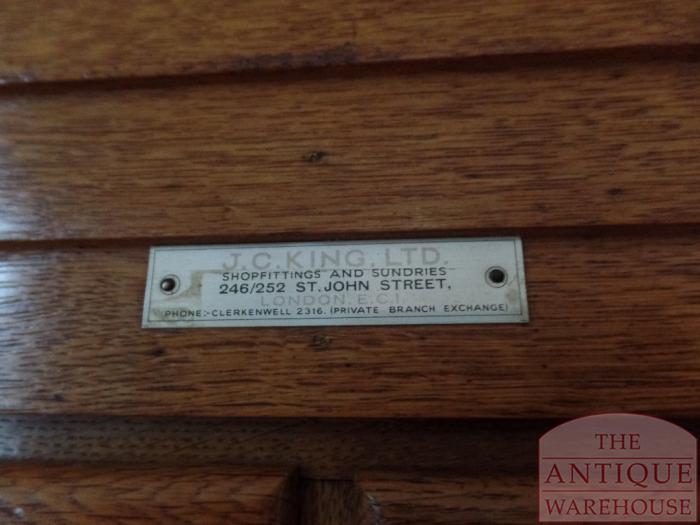 J.C.KING.LTD.
SHOPFITTINGS AND SUNDRIES
246/252 ST.JOHN STREET,
LONDON.E.C.1.
PHONE:-CLERKENWELL 2316. (PRIVATE BRANCH EXCHANGE)
THE
ANTIQUE
WAREHOUSE